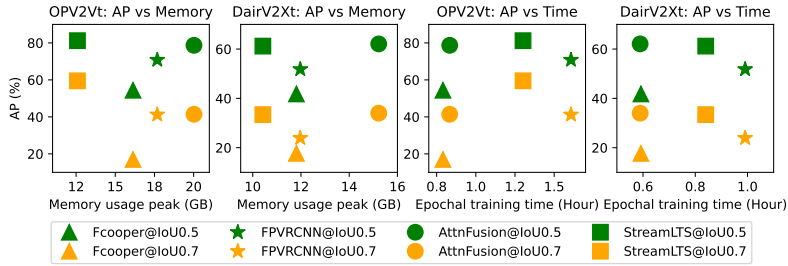 OPV2Vt: AP vs Memory
DairV2Xt: AP vs Memory
OPV2Vt: AP vs Time
DairV2Xt: AP vs Time
AP (%)
80
60
40
20
12
15
18
20
Memory usage peak (GB)
60
40
20
10
12
14
16
Memory usage peak (GB)
80
60
40
20
0.8
1.0
1.2
1.5
Epochal training time (Hour)
60
40
20
0.6
0.8
1.0
Epochal training time (Hour)
Fcooper@IoU0.5
FPVRCNN@IoU0.5
AttnFusion@IoU0.5
StreamLTS@IoU0.5
Fcooper@IoU0.7
FPVRCNN@IoU0.7
AttnFusion@IoU0.7
StreamLTS@IoU0.7